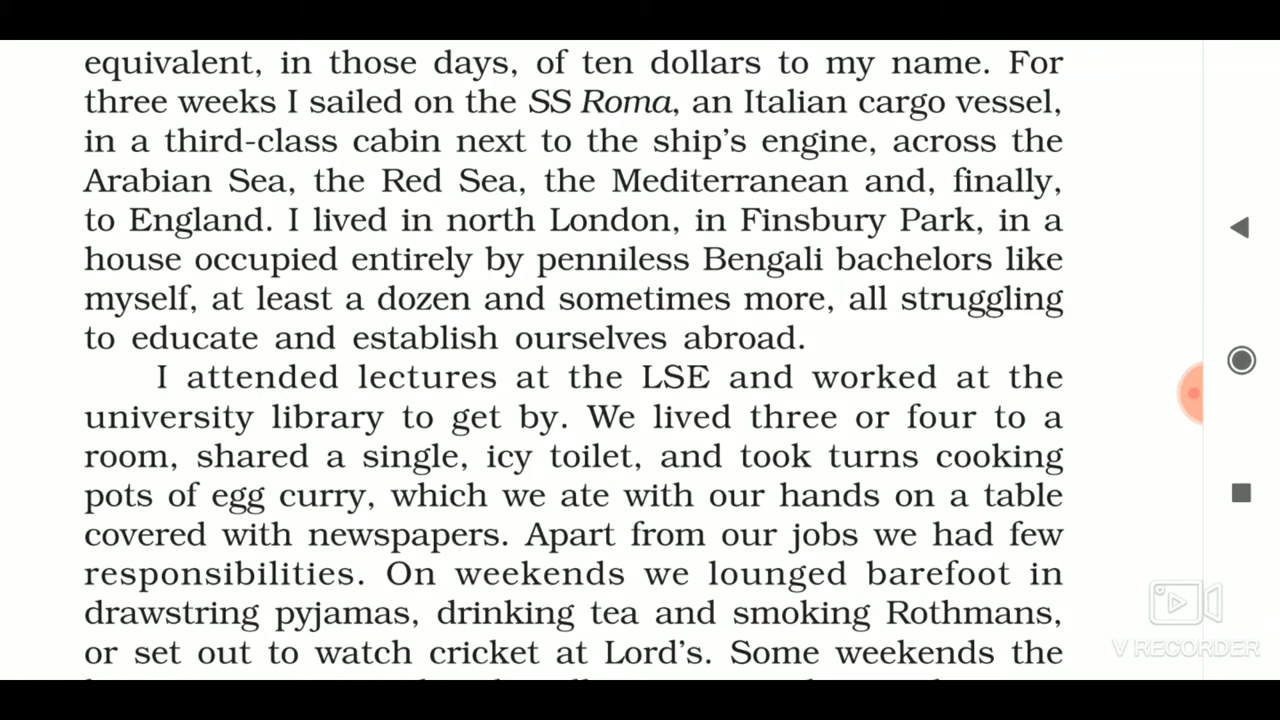 equivalent, in those days, of ten dollars to my name. For
three weeks I sailed on the SS Roma, an Italian cargo vessel,
in a third-class cabin next to the ship's engine, across the
Arabian Sea, the Red Sea, the Mediterranean and, finally,
to England. I lived in north London, in Finsbury Park, in a
house occupied entirely by penniless Bengali bachelors like
myself, at least a dozen and sometimes more, all struggling
to educate and establish ourselves abroad.
I attended lectures at the LSE and worked at the
university library to get by. We lived three or four to a
room, shared a single, icy toilet, and took turns cooking
pots of egg curry, which we ate with our hands on a table
covered with newspapers. Apart from our jobs we had few
responsibilities. On weekends we lounged barefoot in
drawstring pyjamas, drinking tea and smoking Rothmans,
or set out to watch cricket at Lord's. Some weekends the
V RECORDER